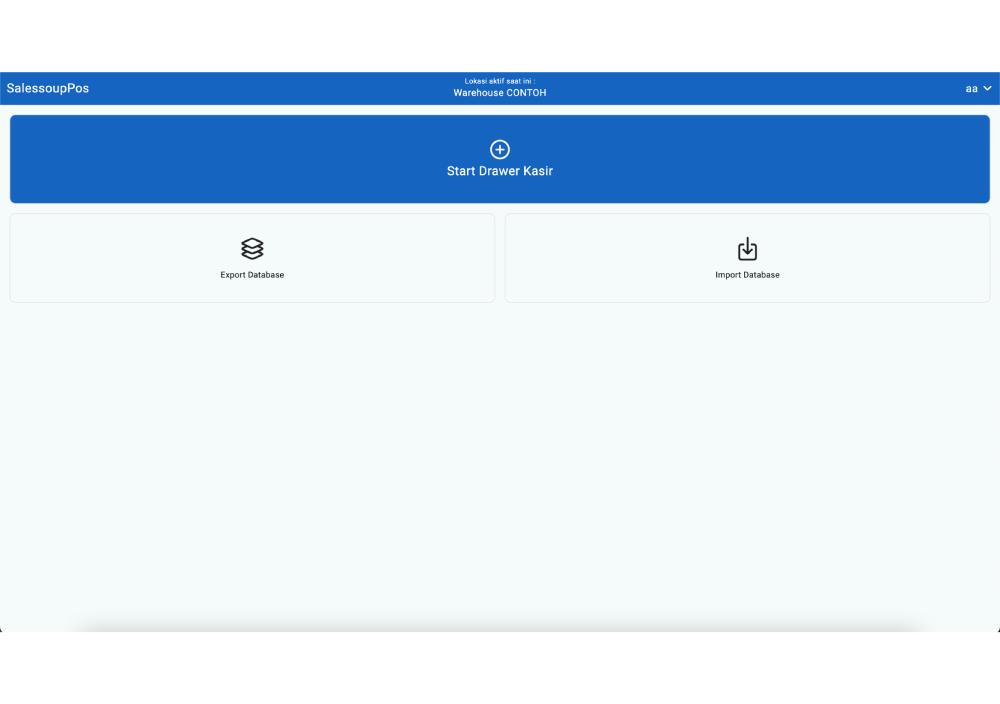 SalessoupPos
Lokasi aktif saat ini :
Warehouse CONTOH
aa
Start Drawer Kasir
Export Database
Import Database